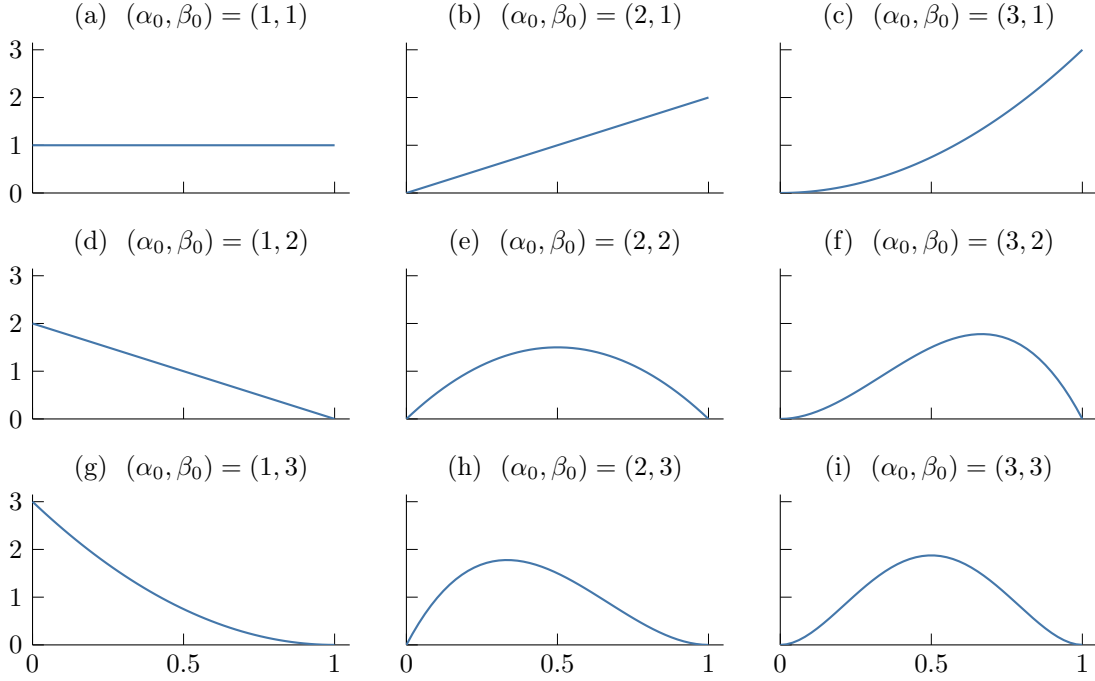 (a) (α₀, β₀) = (1, 1)
(b) (α₀, β₀) = (2, 1)
(c) (α₀, β₀) = (3, 1)
3
2
1
0
(d) (α₀, β₀) = (1, 2)
(e) (α₀, β₀) = (2, 2)
(f) (α₀, β₀) = (3, 2)
3
2
1
0
(g) (α₀, β₀) = (1, 3)
(h) (α₀, β₀) = (2, 3)
(i) (α₀, β₀) = (3, 3)
3
2
1
0
0 0.5 1
0 0.5 1
0 0.5 1